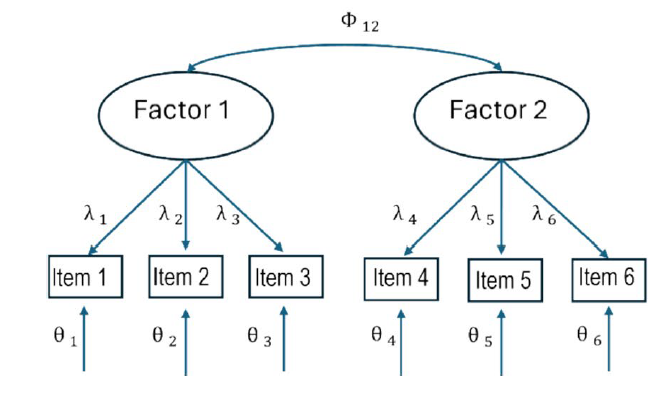 Φ 12
Factor 1 Factor 2
λ 1 λ 2 λ 3 λ 4 λ 5 λ 6
Item 1 Item 2 Item 3 Item 4 Item 5 Item 6
θ 1 θ 2 θ 3 θ 4 θ 5 θ 6